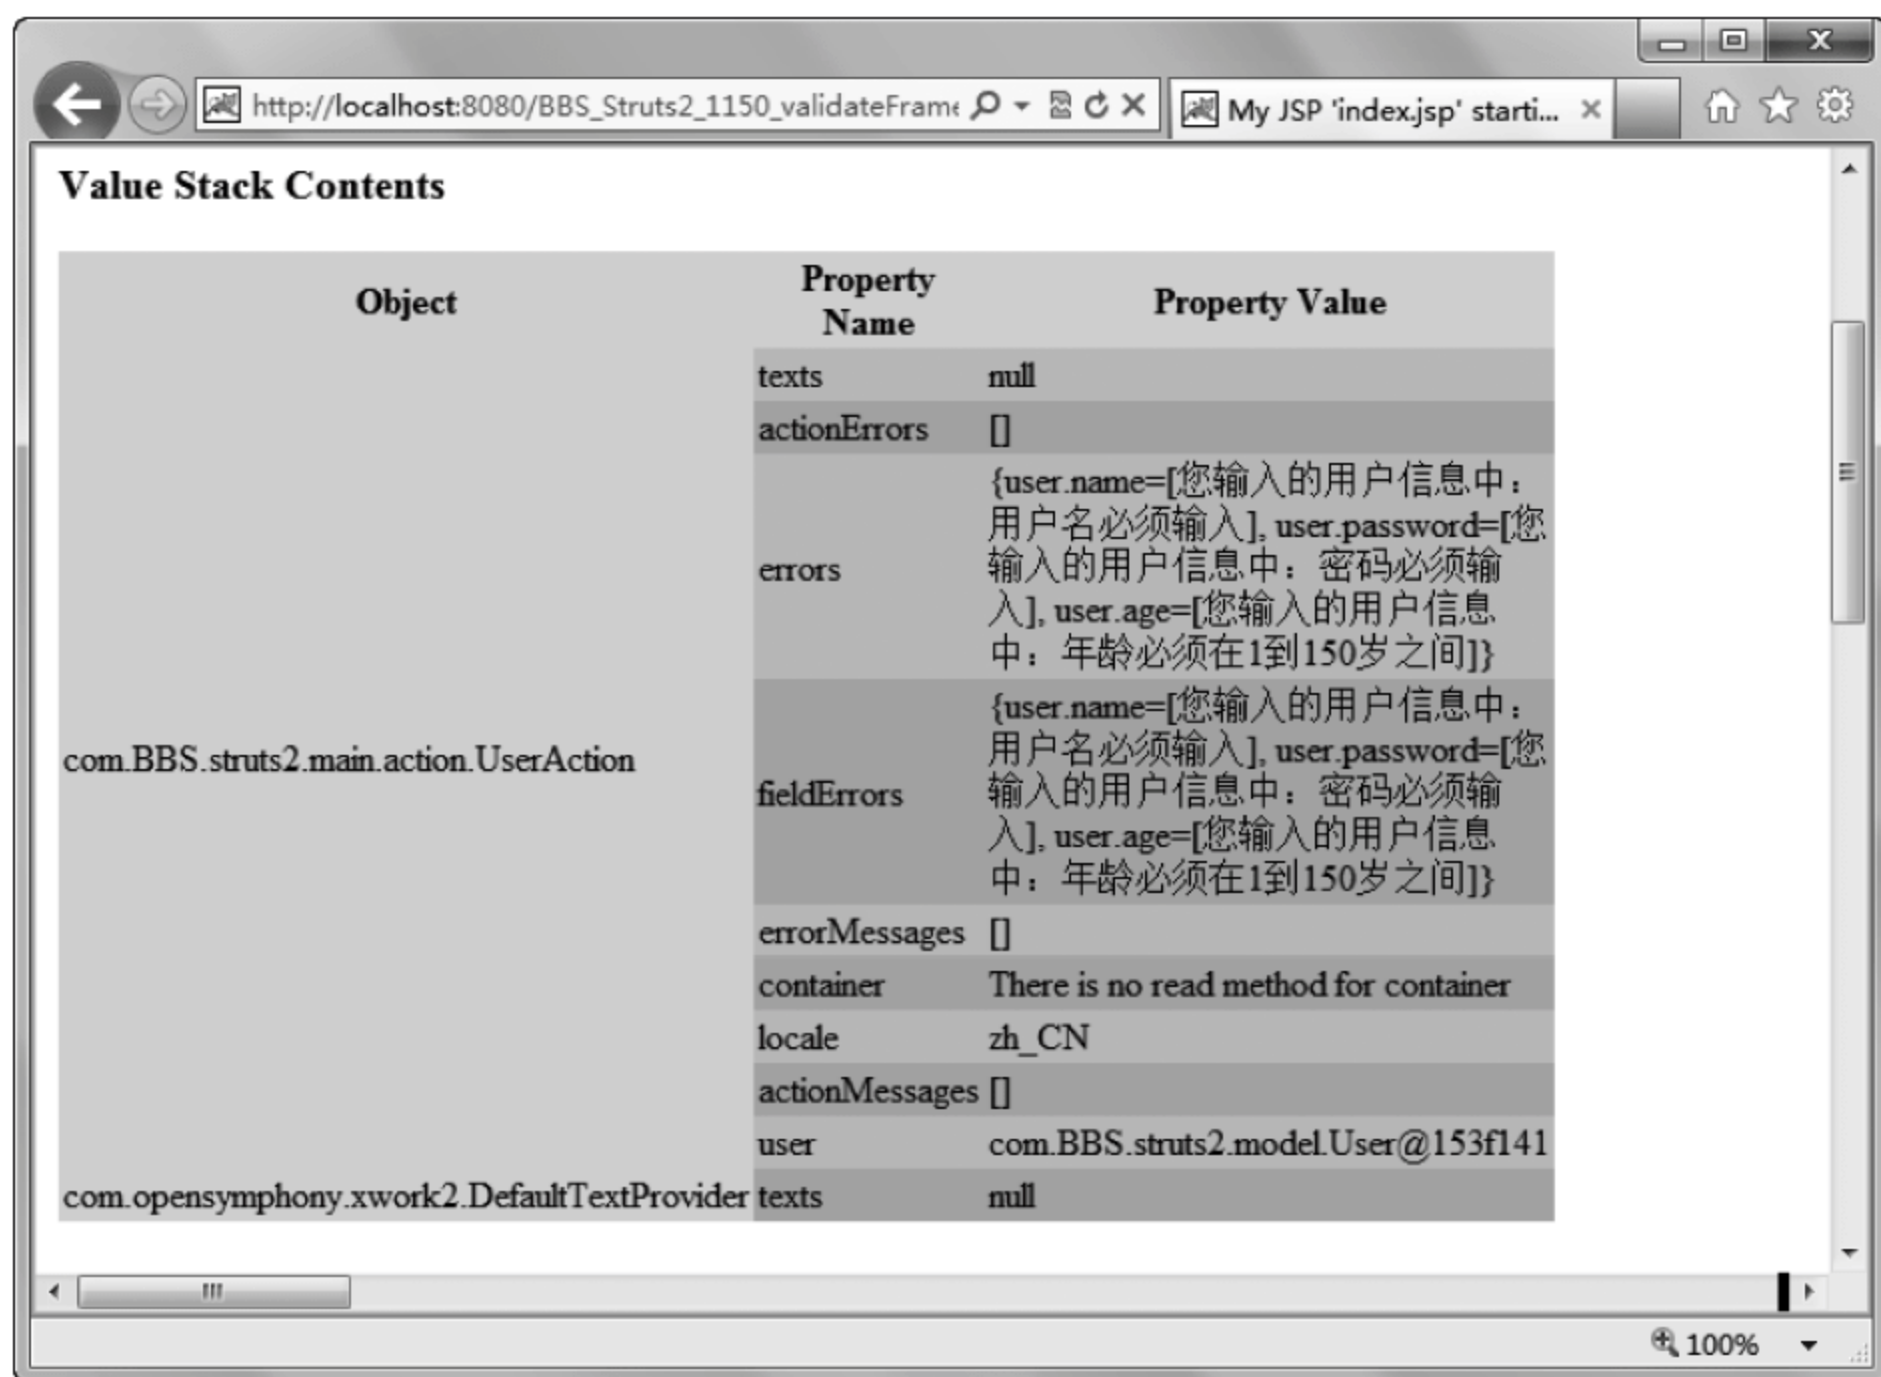 http://localhost:8080/BBS_Struts2_1150_validateFrame
My JSP 'index.jsp' starti...
Value Stack Contents
Object
Property
Name
Property Value
com.BBS.struts2.main.action.UserAction
texts
null
actionErrors
[]
errors
{user.name=[您输入的用户信息中：
用户名必须输入], user.password=[您
输入的用户信息中：密码必须输
入], user.age=[您输入的用户信息
中：年龄必须在1到150岁之间]}
fieldErrors
{user.name=[您输入的用户信息中：
用户名必须输入], user.password=[您
输入的用户信息中：密码必须输
入], user.age=[您输入的用户信息
中：年龄必须在1到150岁之间]}
errorMessages
[]
container
There is no read method for container
locale
zh_CN
actionMessages
[]
user
com.BBS.struts2.model.User@153f141
com.opensymphony.xwork2.DefaultTextProvider
texts
null
100%